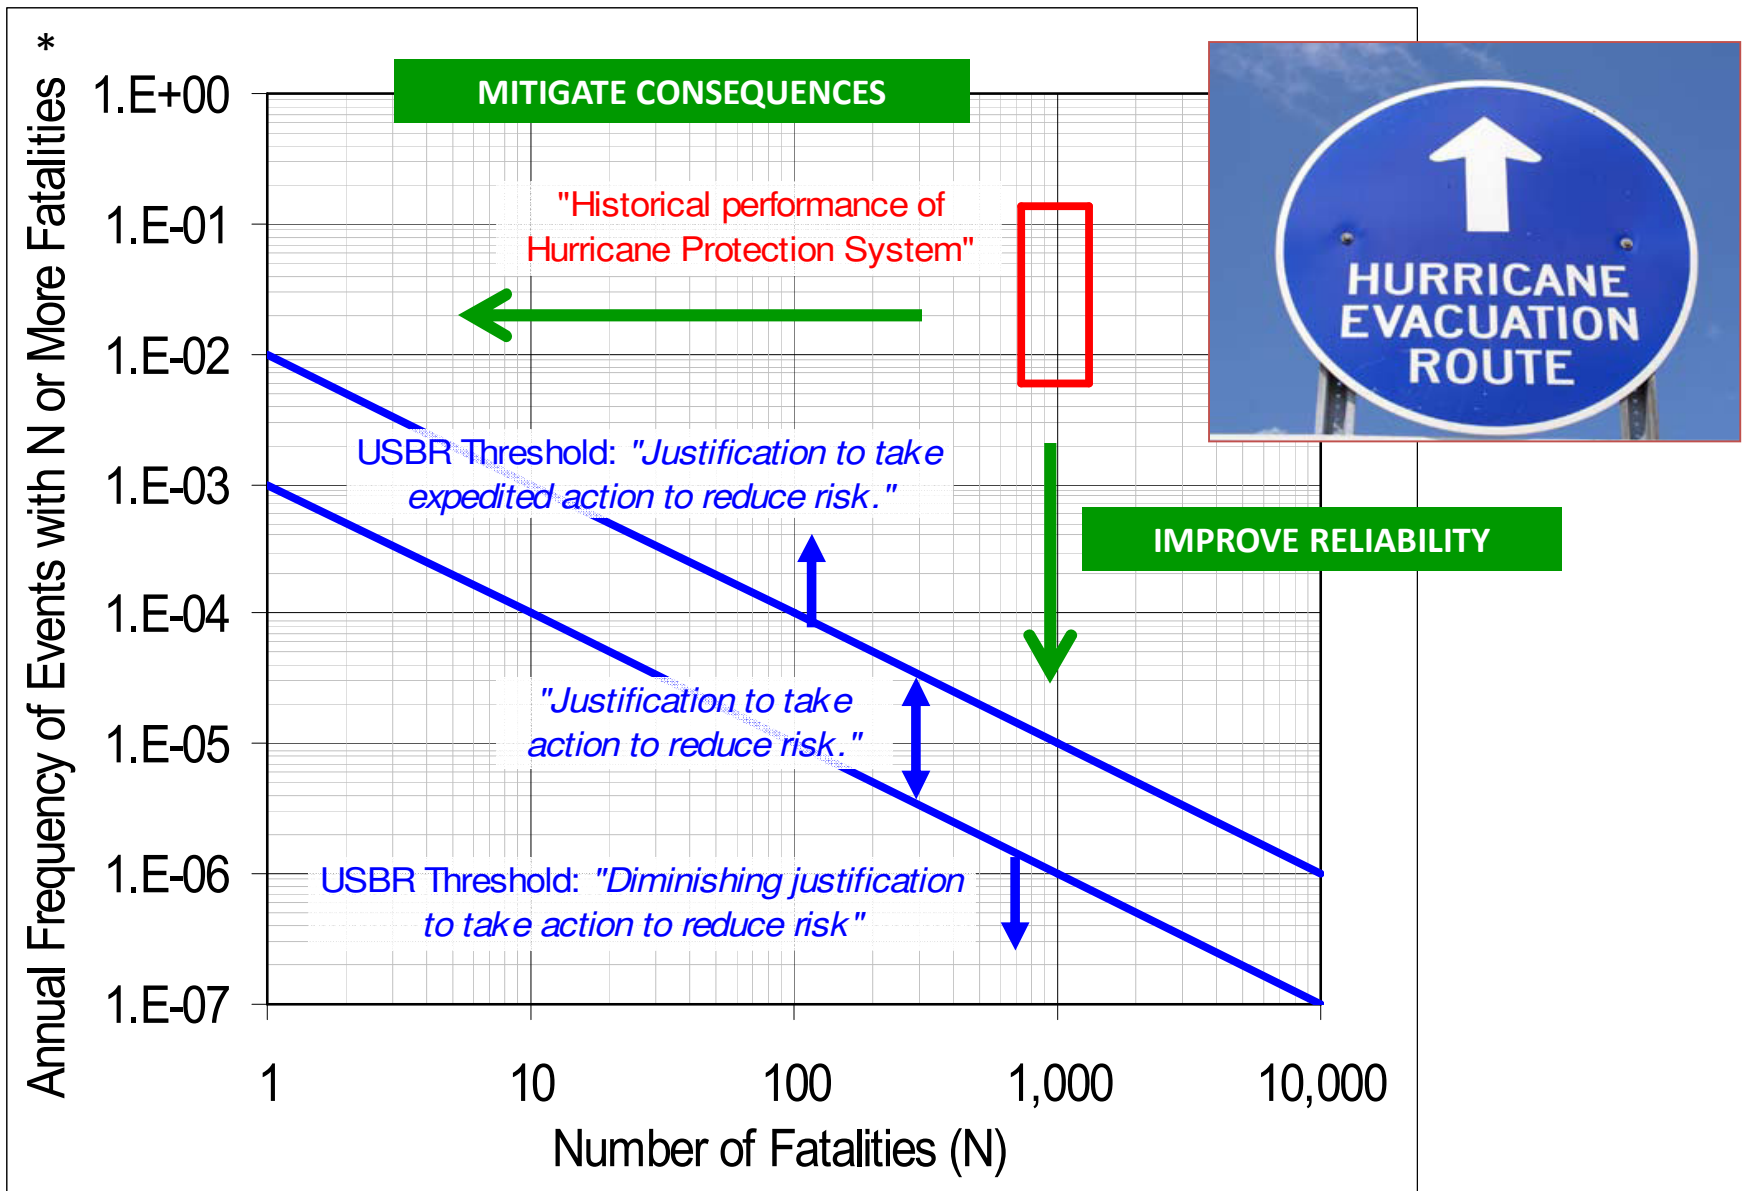 MITIGATE CONSEQUENCES
Annual Frequency of Events with N or More Fatalities *
1.E+00
1.E-01
1.E-02
1.E-03
1.E-04
1.E-05
1.E-06
1.E-07
"Historical performance of
Hurricane Protection System"
HURRICANE
EVACUATION
ROUTE
USBR Threshold: "Justification to take
expedited action to reduce risk."
IMPROVE RELIABILITY
"Justification to take
action to reduce risk."
USBR Threshold: "Diminishing justification
to take action to reduce risk"
1
10
100
1,000
10,000
Number of Fatalities (N)